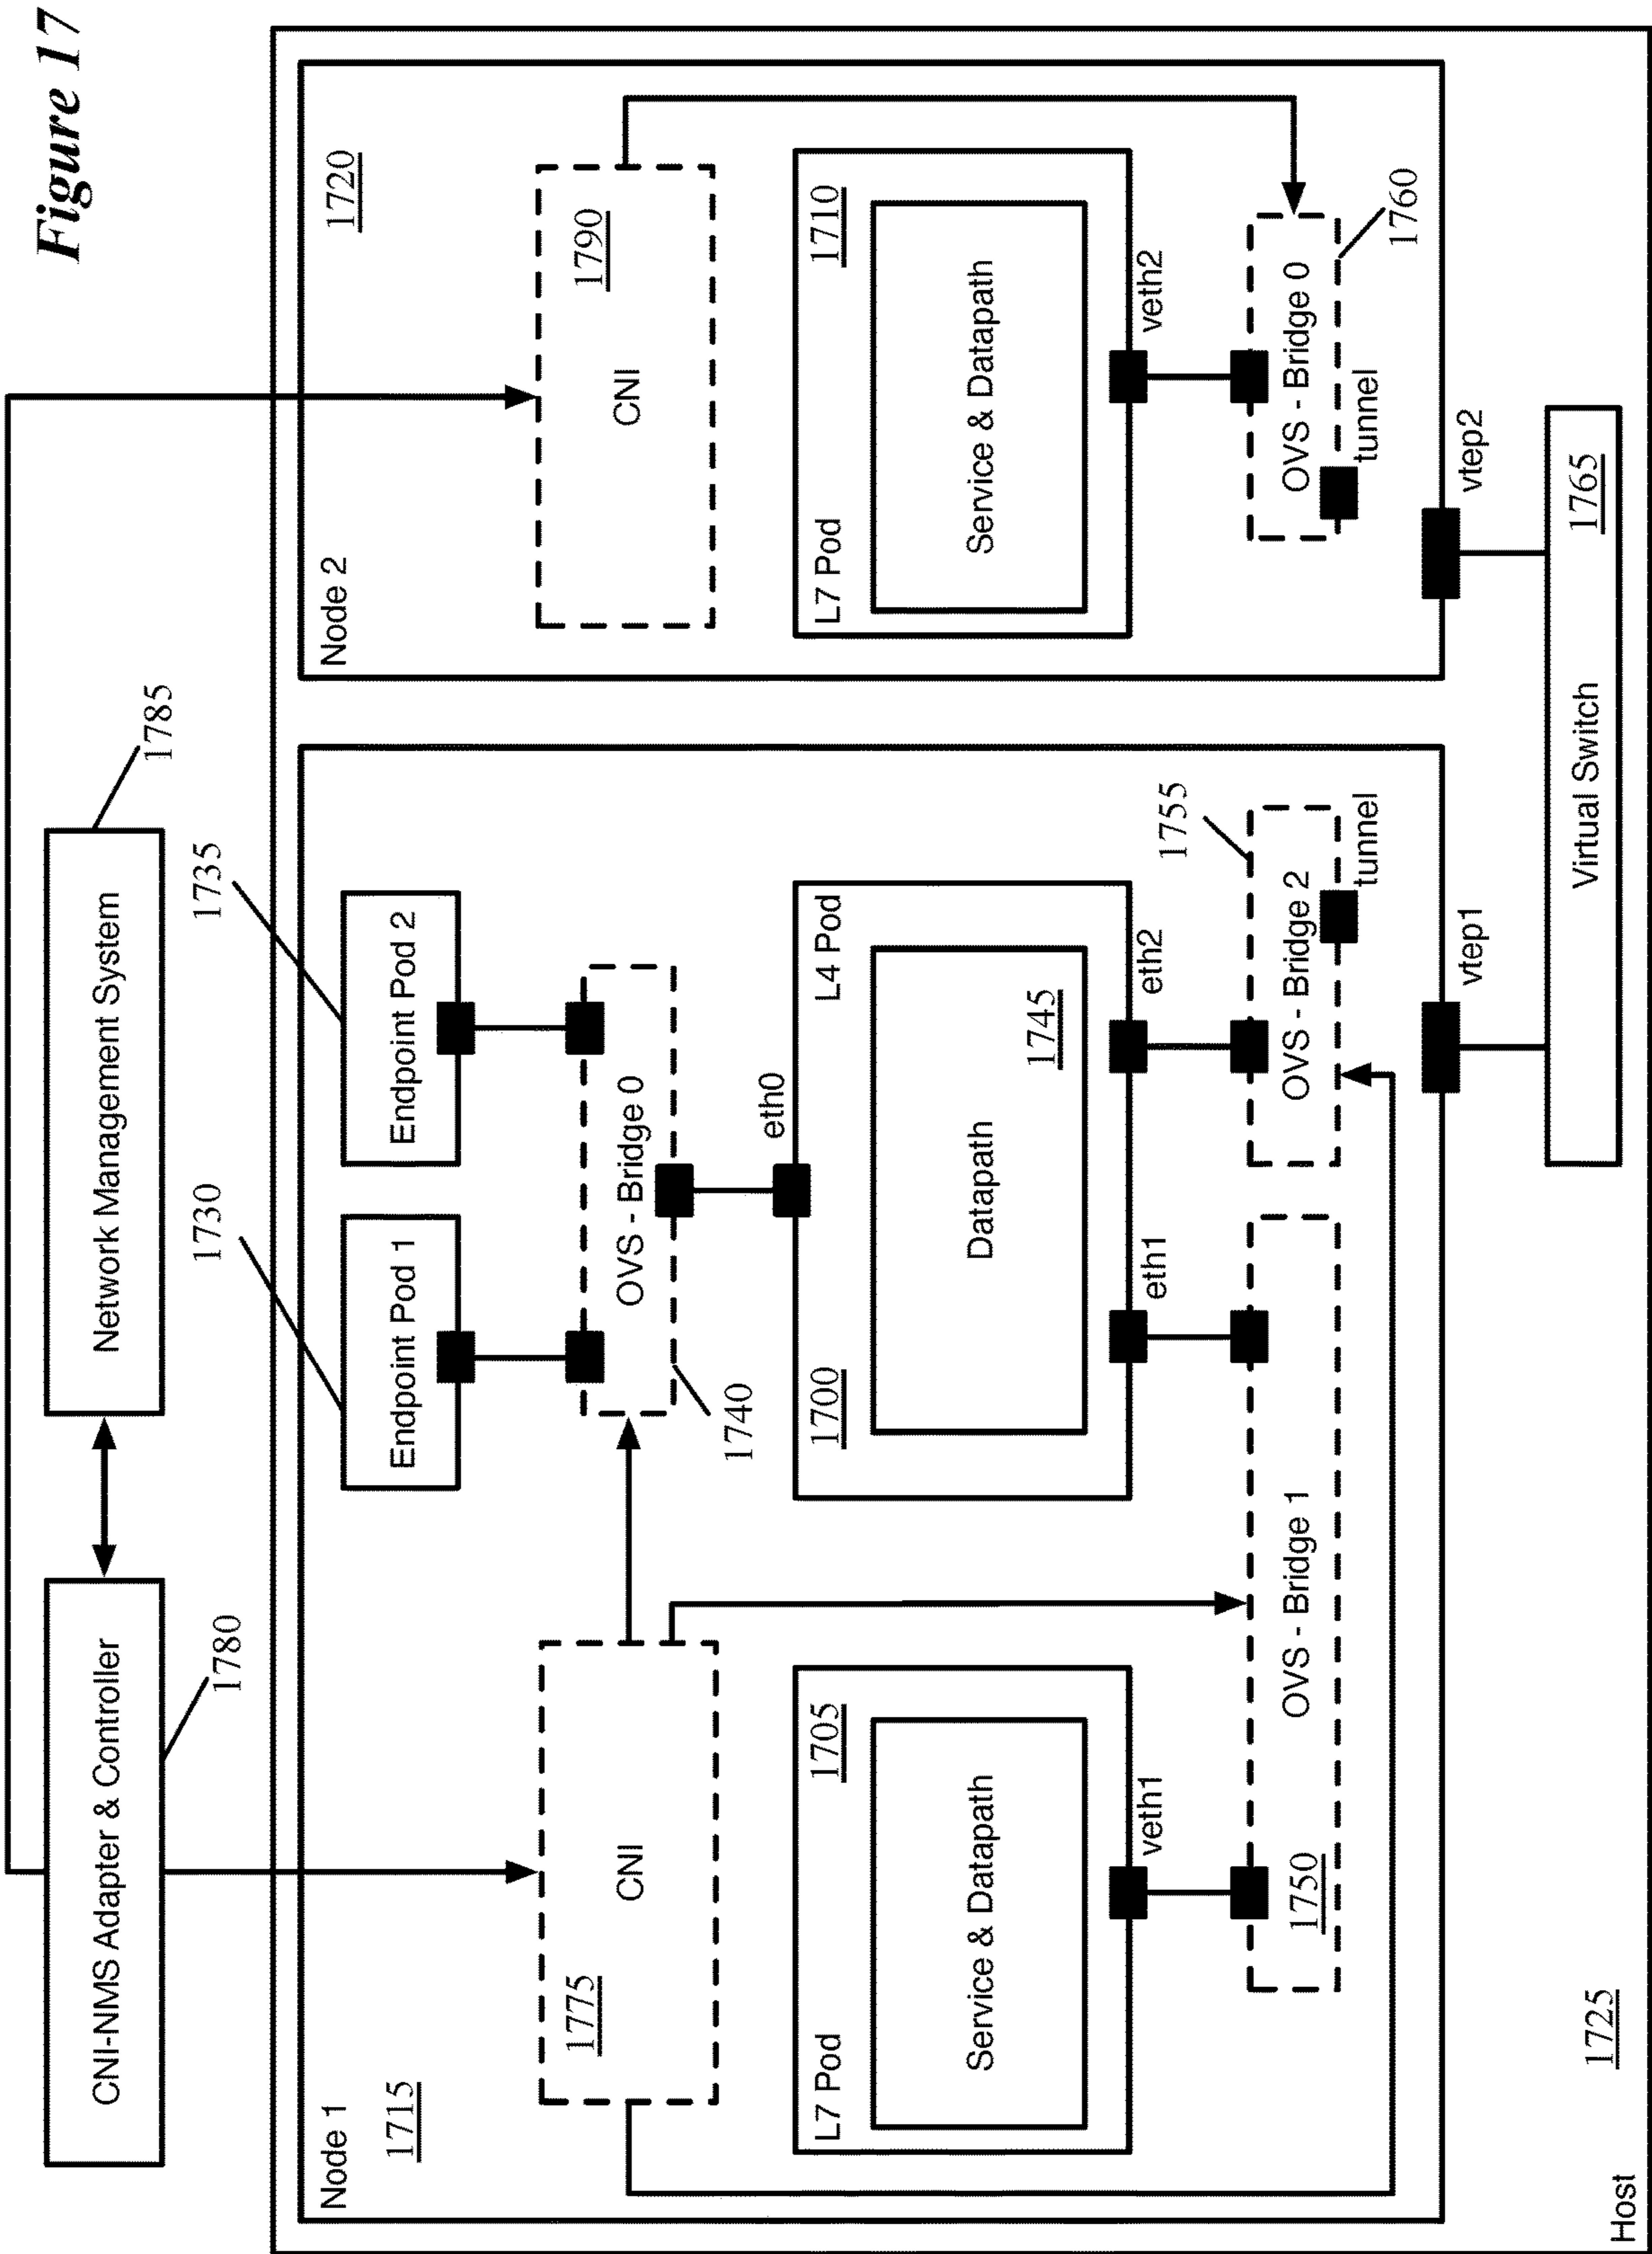 Figure 17
CNI-NMS Adapter & Controller
1780
Network Management System
1785
Node 1
1715
CNI
1775
Endpoint Pod 1
1730
Endpoint Pod 2
1735
OVS - Bridge 0
1740
eth0
L7 Pod
1705
Service & Datapath
veth1
1700
L4 Pod
Datapath
1745
eth1
eth2
OVS - Bridge 1
1750
OVS - Bridge 2
1755
tunnel
vtep1
Node 2
1720
CNI
1790
L7 Pod
1710
Service & Datapath
veth2
OVS - Bridge 0
1760
tunnel
vtep2
Virtual Switch
1765
Host
1725